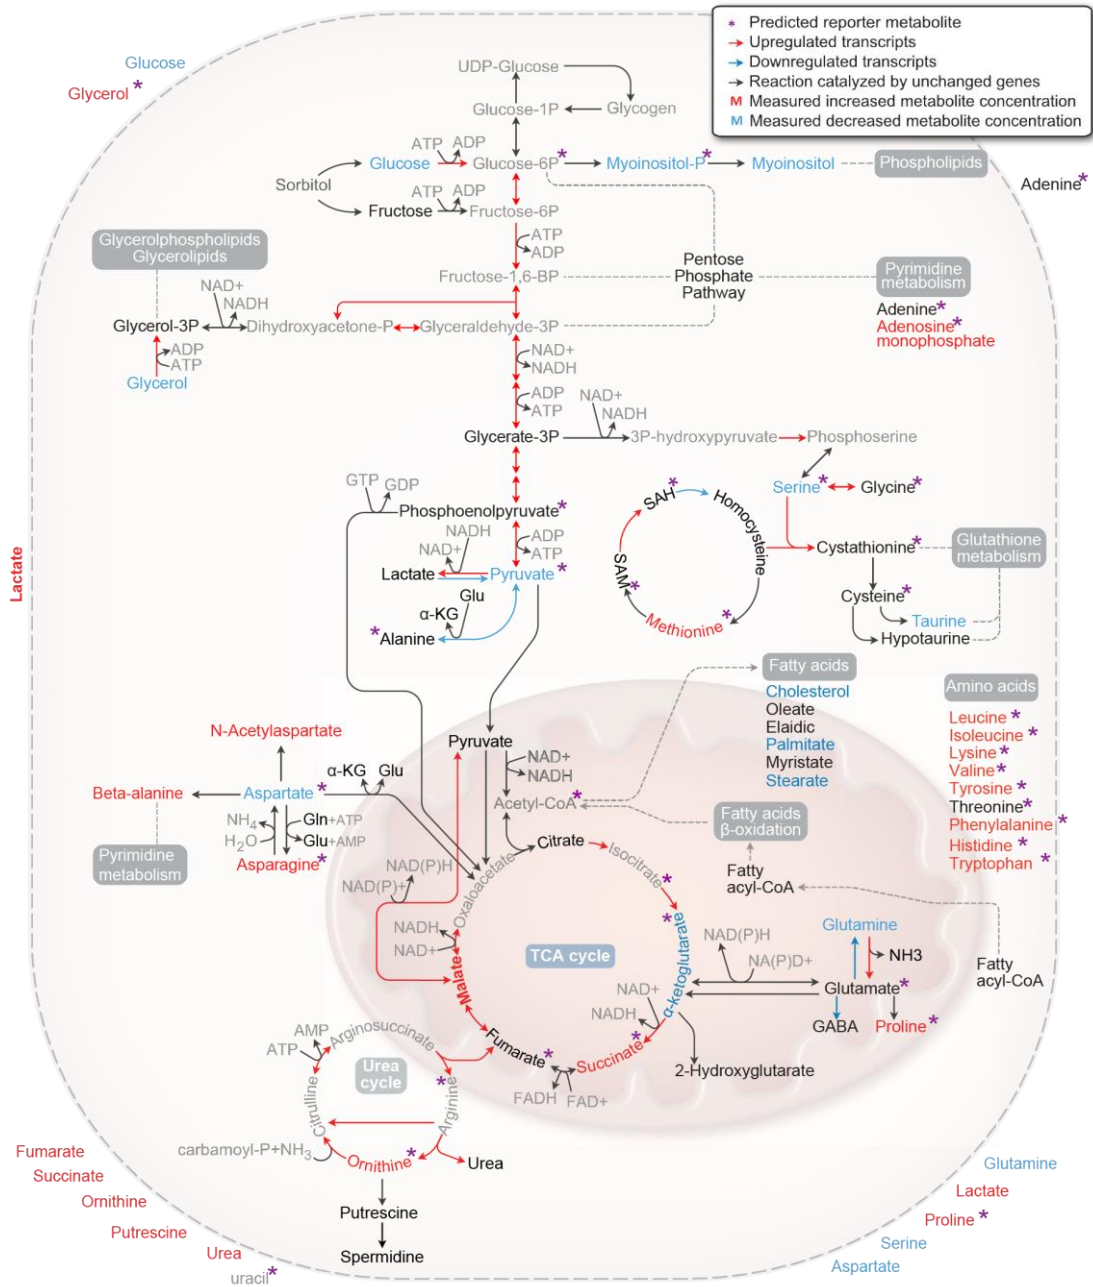 * Predicted reporter metabolite
Upregulated transcripts
Downregulated transcripts
Reaction catalyzed by unchanged genes
M Measured increased metabolite concentration
M Measured decreased metabolite concentration
Glucose
Glycerol*
UDP-Glucose
Glucose-1P
Glycogen
ATP
ADP
Glucose
Glucose-6P*
Myoinositol-P*
Myoinositol
Phospholipids
Adenine*
Sorbitol
ATP
ADP
Fructose
Fructose-6P
ATP
ADP
Glycerolphospholipids
Glycerolipids
Fructose-1,6-BP
Pentose
Phosphate
Pathway
Pyrimidine
metabolism
Adenine*
Adenosine*
monophosphate
NAD+
NADH
Glycerol-3P
Dihydroxyacetone-P
Glyceraldehyde-3P
ADP
ATP
Glycerol
NAD+
NADH
ADP
ATP
NAD+
NADH
Glycerate-3P
3P-hydroxypyruvate
Phosphoserine
Serine*
Glycine*
GTP
GDP
Phosphoenolpyruvate*
SAH*
Homocysteine
SAM*
Methionine*
Cystathionine*
Glutathione
metabolism
Cysteine*
Taurine
Hypotaurine
NADH
NAD+
ADP
ATP
Lactate
Lactate
Pyruvate*
Glu
α-KG
*Alanine
Fatty acids
Cholesterol
Oleate
Elaidic
Palmitate
Myristate
Stearate
Amino acids
Leucine*
Isoleucine*
Lysine*
Valine*
Tyrosine*
Threonine*
Phenylalanine*
Histidine*
Tryptophan*
N-Acetylaspartate
Beta-alanine
Aspartate*
α-KG
Glu
NH4
H2O
Gln+ATP
Glu+AMP
Asparagine*
Pyrimidine
metabolism
Pyruvate
NAD+
NADH
Acetyl-CoA*
Fatty acids
β-oxidation
Fatty
acyl-CoA
Fatty
acyl-CoA
Citrate
Isocitrate*
*
α-ketoglutarate
Oxaloacetate
NAD(P)H
NAD(P)+
NADH
NAD+
Malate
TCA cycle
NAD(P)H
NA(P)D+
Glutamine
NH3
Glutamate*
GABA
Proline*
NAD+
NADH
Succinate*
Fumarate*
FADH
FAD+
2-Hydroxyglutarate
AMP
ATP
Arginosuccinate
Urea
cycle
Citrulline
Arginine*
carbamoyl-P+NH3
Ornithine*
Urea
Putrescine
Spermidine
Fumarate
Succinate
Ornithine
Putrescine
Urea
uracil*
Glutamine
Lactate
Proline*
Serine
Aspartate